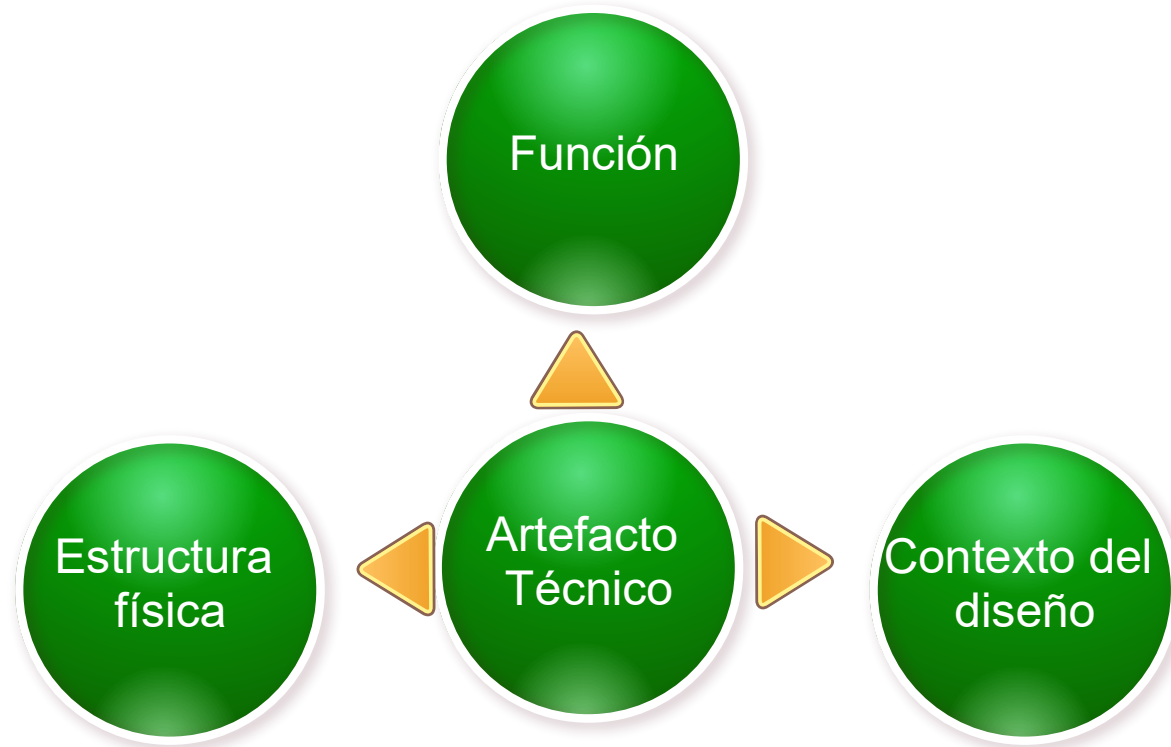 Función
Estructura
física
Artefacto
Técnico
Contexto del
diseño